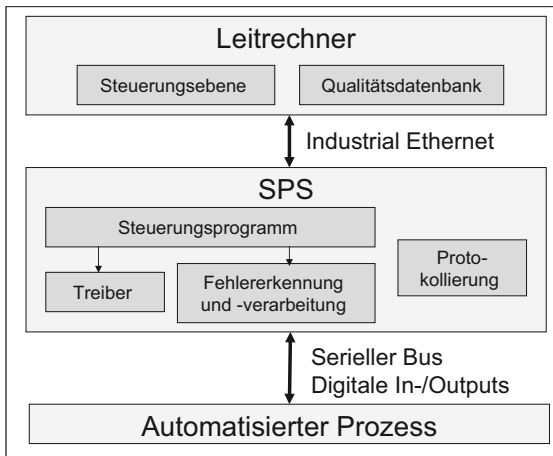 Leitrechner
Steuerungsebene
Qualitätsdatenbank
Industrial Ethernet
SPS
Steuerungsprogramm
Treiber
Fehlererkennung
und -verarbeitung
Proto-
kollierung
Serieller Bus
Digitale In-/Outputs
Automatisierter Prozess